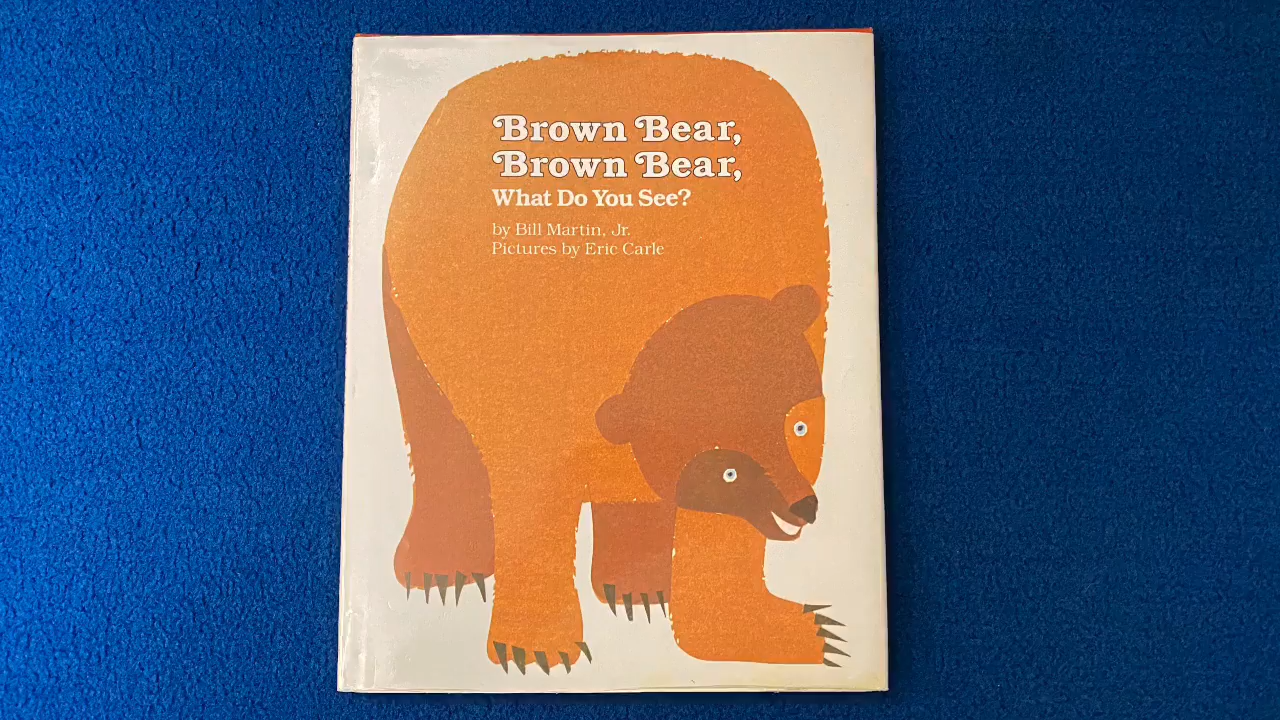 Brown Bear,
Brown Bear,
What Do You See?
by Bill Martin, Jr.
Pictures by Eric Carle